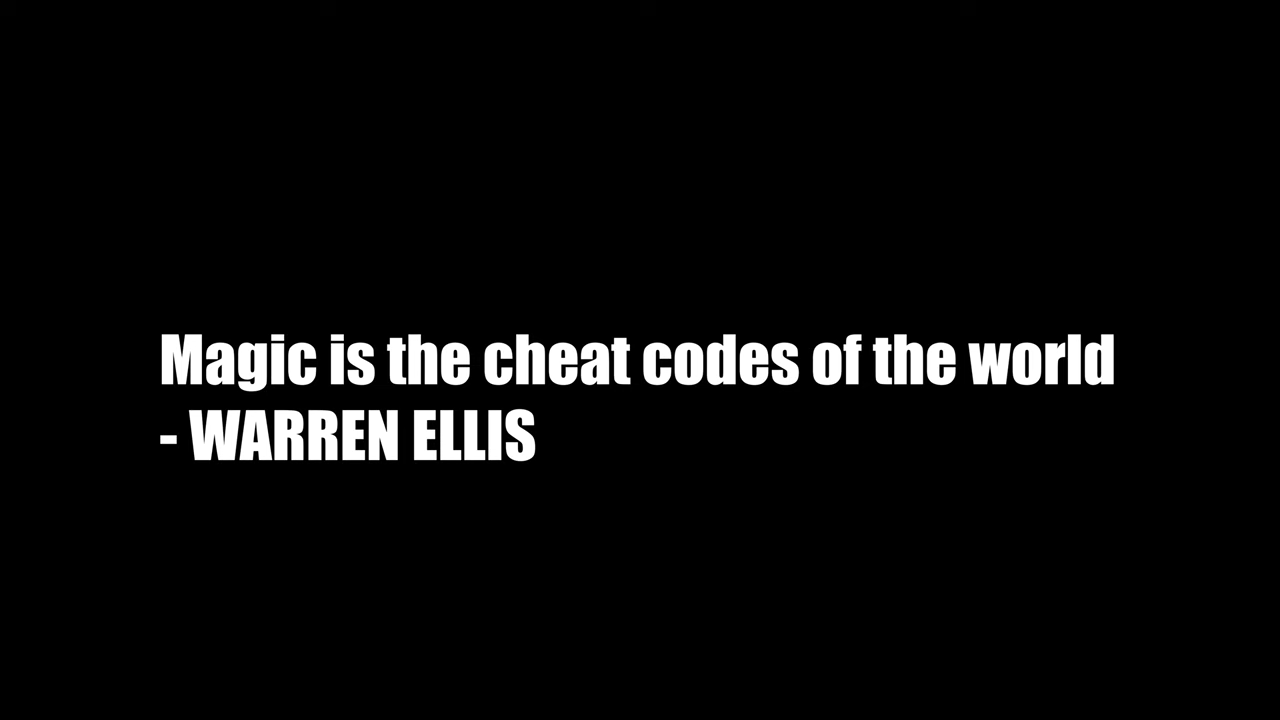 Magic is the cheat codes of the world
- WARREN ELLIS